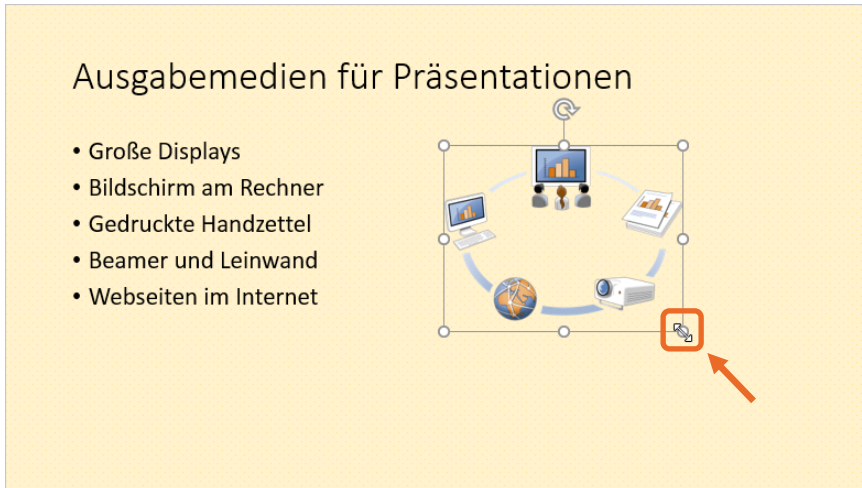 Ausgabemedien für Präsentationen
• Große Displays
• Bildschirm am Rechner
• Gedruckte Handzettel
• Beamer und Leinwand
• Webseiten im Internet